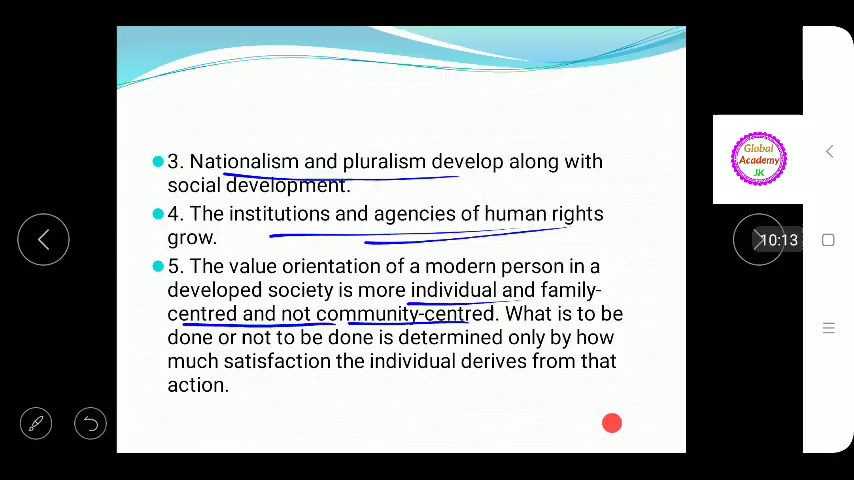 3. Nationalism and pluralism develop along with
social development.
4. The institutions and agencies of human rights
grow.
5. The value orientation of a modern person in a
developed society is more individual and family-
centred and not community-centred. What is to be
done or not to be done is determined only by how
much satisfaction the individual derives from that
action.
Global
Academy
JK
10:13